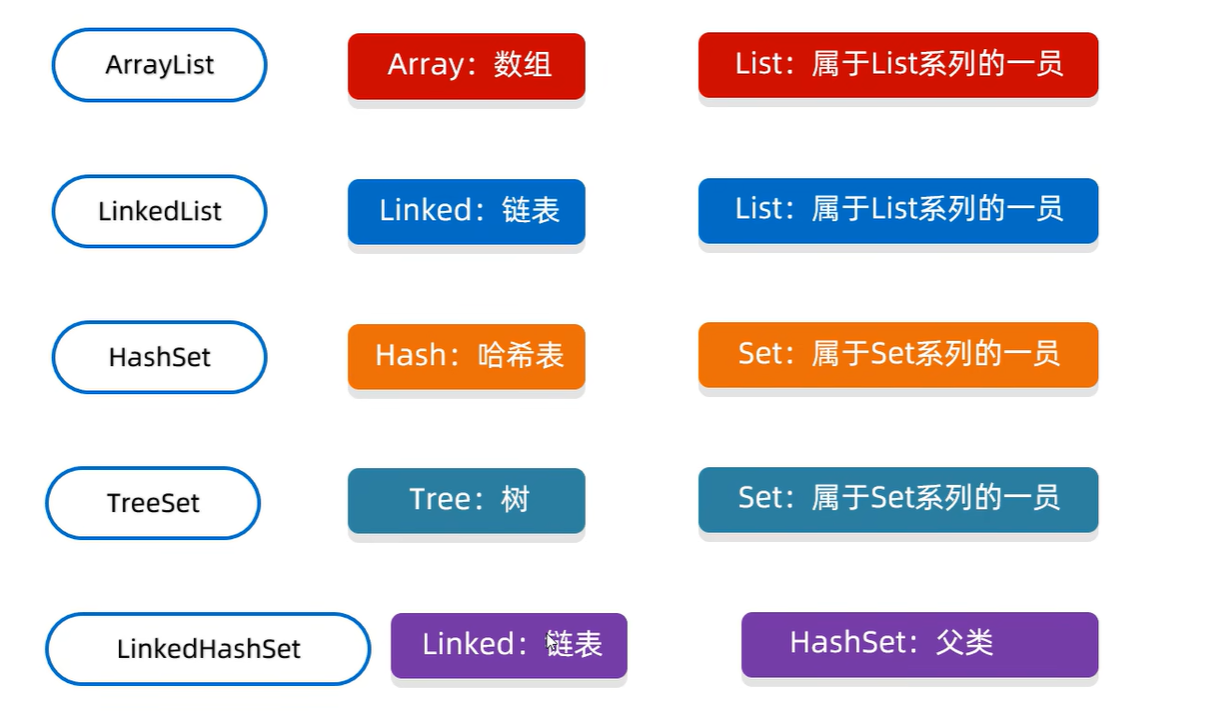 ArrayList Array：数组 List：属于List系列的一员
LinkedList Linked：链表 List：属于List系列的一员
HashSet Hash：哈希表 Set：属于Set系列的一员
TreeSet Tree：树 Set：属于Set系列的一员
LinkedHashSet Linked：链表 HashSet：父类